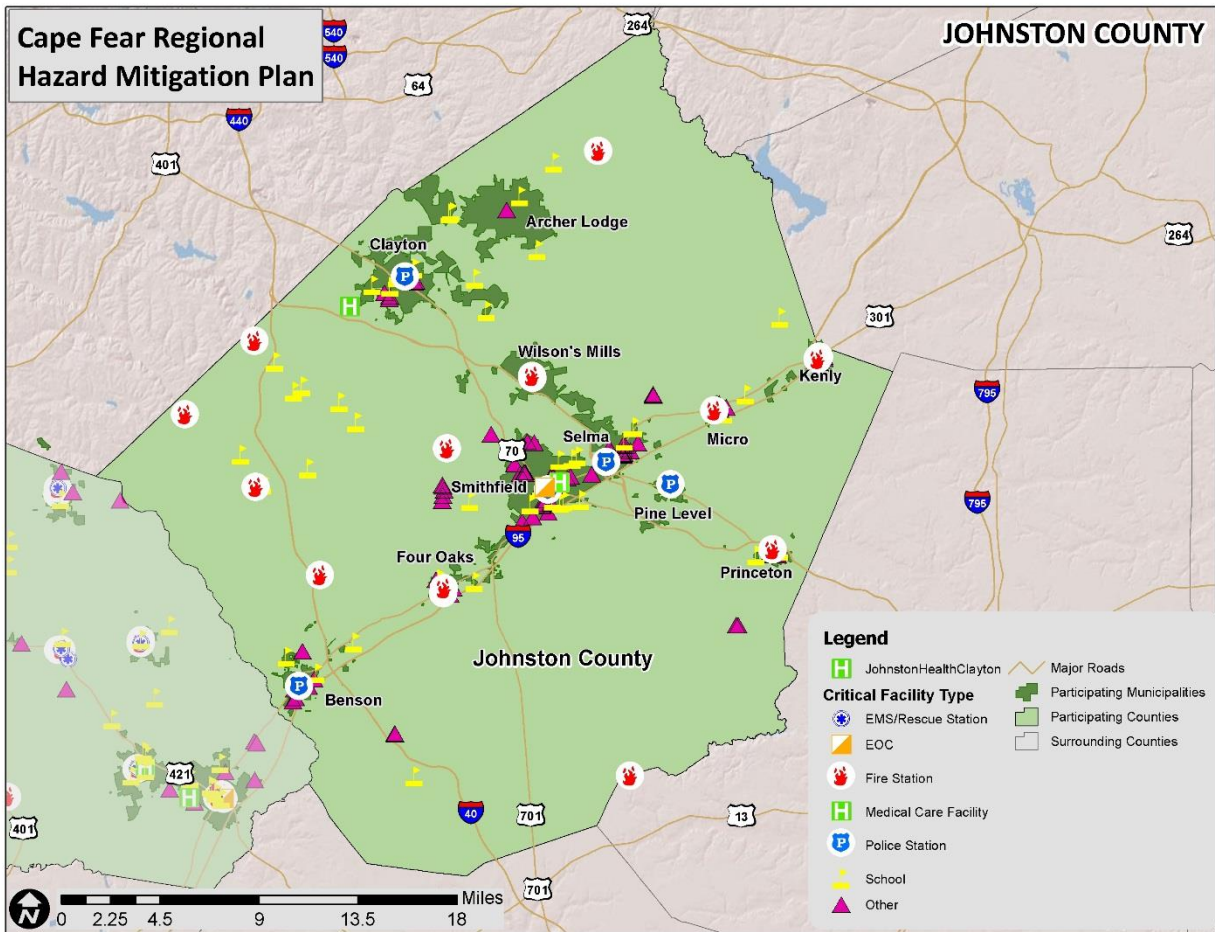 Cape Fear Regional
Hazard Mitigation Plan
JOHNSTON COUNTY
540
540
264
64
440
401
264
Archer Lodge
Clayton
301
Wilson's Mills
Kenly
795
Micro
Selma
70
Smithfield
Pine Level
795
95
Four Oaks
Princeton
Johnston County
Benson
421
401
40
701
13
701
Legend
JohnstonHealthClayton
Critical Facility Type
EMS/Rescue Station
EOC
Fire Station
Medical Care Facility
Police Station
School
Other
Major Roads
Participating Municipalities
Participating Counties
Surrounding Counties
N
Miles
0 2.25 4.5 9 13.5 18